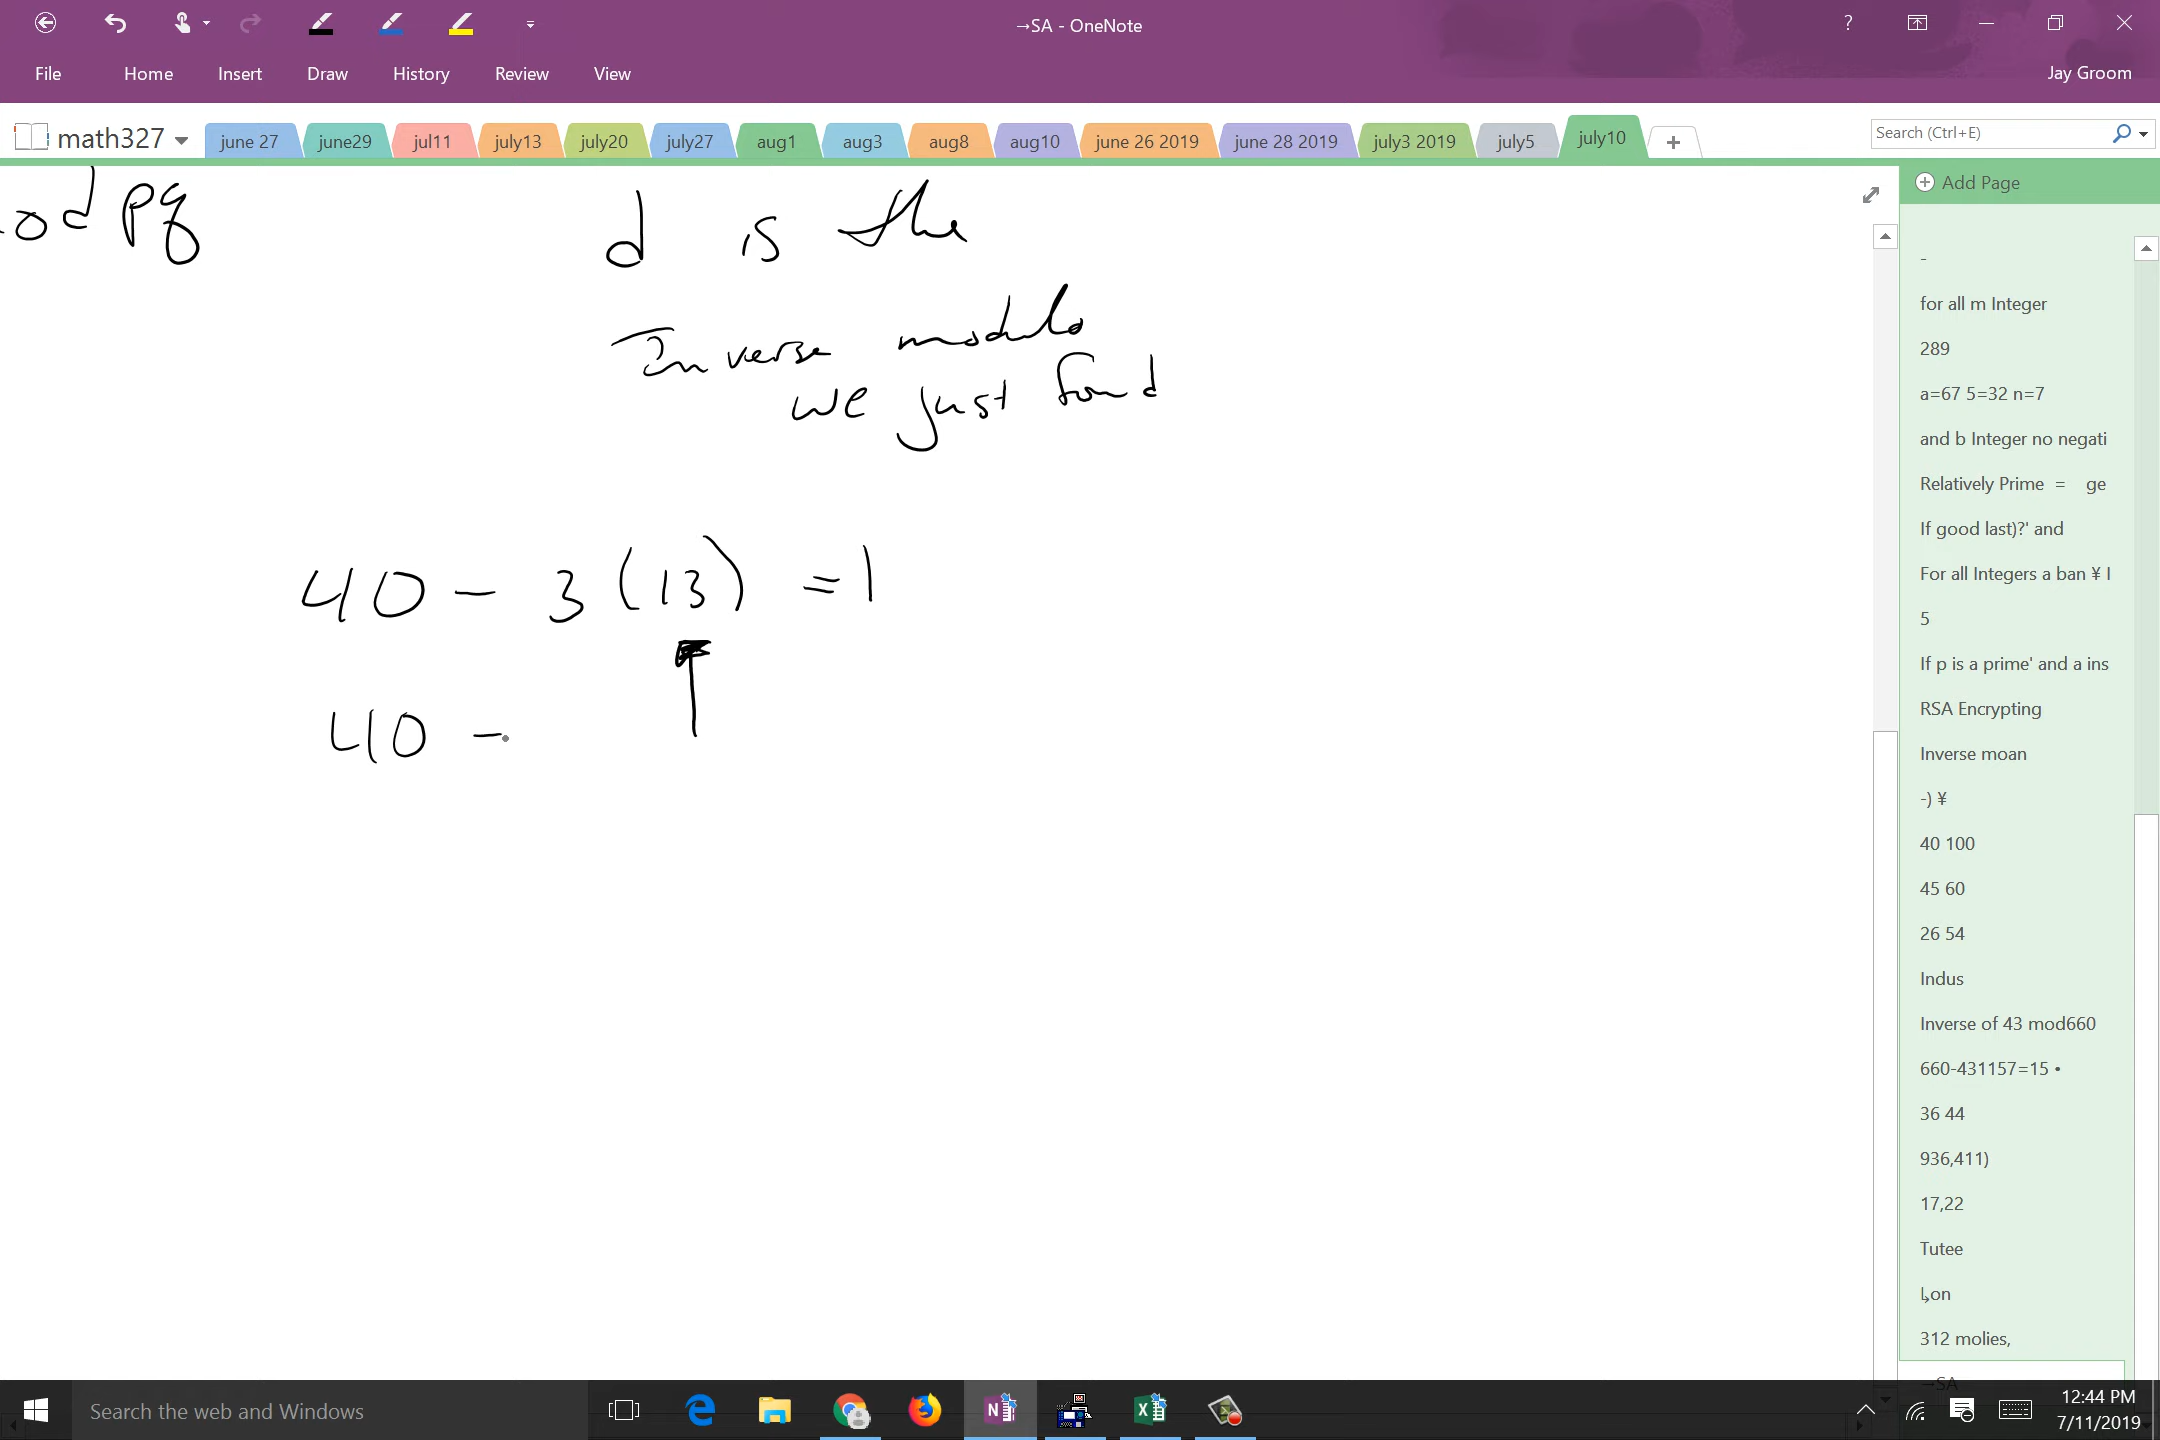 →SA - OneNote
?
File Home Insert Draw History Review View
Jay Groom
math327
june 27 june29 jul11 july13 july20 july27 aug1 aug3 aug8 aug10 june 26 2019 june 28 2019 july3 2019 july5 july10 +
Search (Ctrl+E)
mod pq
d is the
Inverse modulo
we just found
40 - 3 (13) = 1
40 -
Add Page
-
for all m Integer
289
a=67 5=32 n=7
and b Integer no negati
Relatively Prime = ge
If good last)?' and
For all Integers a ban ¥ I
5
If p is a prime' and a ins
RSA Encrypting
Inverse moan
-) ¥
40 100
45 60
26 54
Indus
Inverse of 43 mod660
660-431157=15 •
36 44
936,411)
17,22
Tutee
↳on
312 molies,
→SA
Search the web and Windows
12:44 PM
7/11/2019